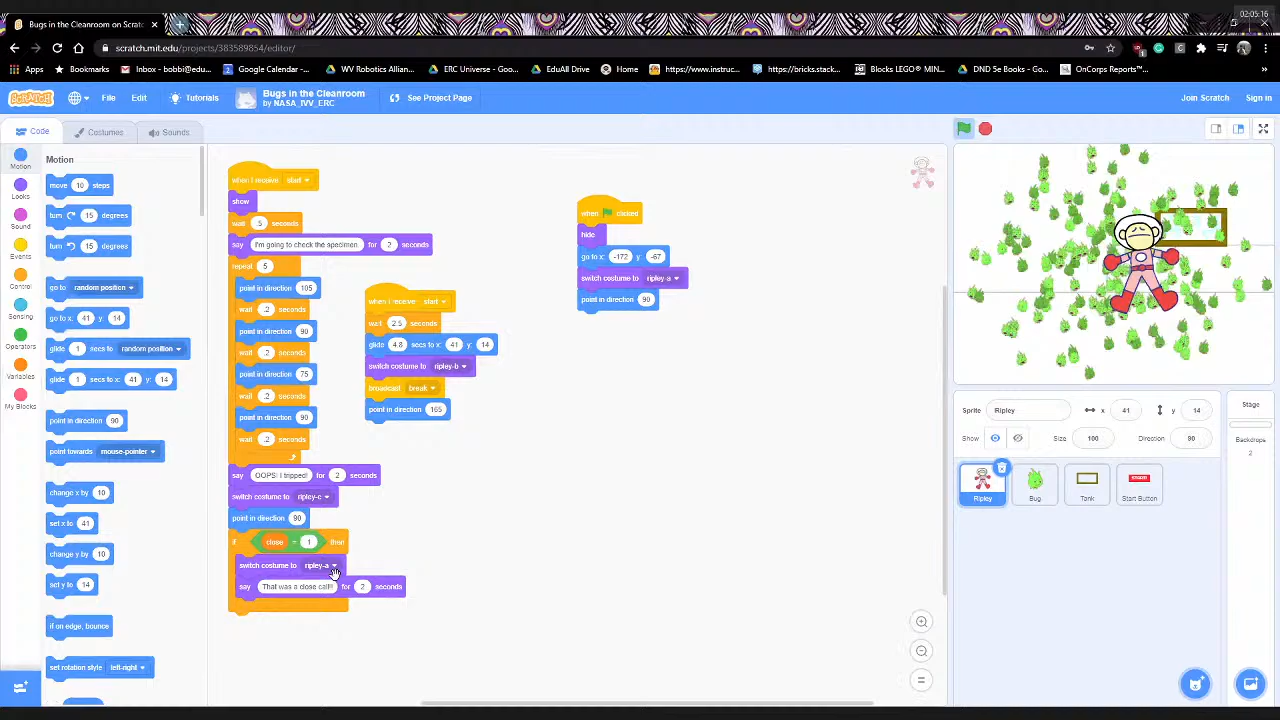 02:05:16
Bugs in the Cleanroom on Scratc
scratch.mit.edu/projects/383589854/editor/
Apps
Bookmarks
Inbox - bobbi@edu...
Google Calendar -...
WV Robotics Allian...
ERC Universe - Goo...
EduAll Drive
Home
https://www.instruc...
https://bricks.stack...
Blocks LEGO® MIN...
DND 5e Books - Go...
OnCorps Reports™...
SCRATCH
File
Edit
Tutorials
Bugs in the Cleanroom
by NASA_IVV_ERC
See Project Page
Join Scratch
Sign in
Code
Costumes
Sounds
Motion
Looks
Sound
Events
Control
Sensing
Operators
Variables
My Blocks
Motion
move 10 steps
turn 15 degrees
turn 15 degrees
go to random position
go to x: 41 y: 14
glide 1 secs to random position
glide 1 secs to x: 41 y: 14
point in direction 90
point towards mouse-pointer
change x by 10
set x to 41
change y by 10
set y to 14
if on edge, bounce
set rotation style left-right
when I receive start
show
wait .5 seconds
say I'm going to check the specimen. for 2 seconds
repeat 5
point in direction 105
wait .2 seconds
point in direction 90
wait .2 seconds
point in direction 75
wait .2 seconds
point in direction 90
wait .2 seconds
say OOPS! I tripped! for 2 seconds
switch costume to ripley-c
point in direction 90
if close = 1 then
switch costume to ripley-a
say That was a close call!! for 2 seconds
when I receive start
wait 2.5 seconds
glide 4.8 secs to x: 41 y: 14
switch costume to ripley-b
broadcast break
point in direction 165
when clicked
hide
go to x: -172 y: -67
switch costume to ripley-a
point in direction 90
Sprite
Ripley
x
41
y
14
Show
Size
100
Direction
90
Ripley
Bug
Tank
Start Button
Stage
Backdrops
2